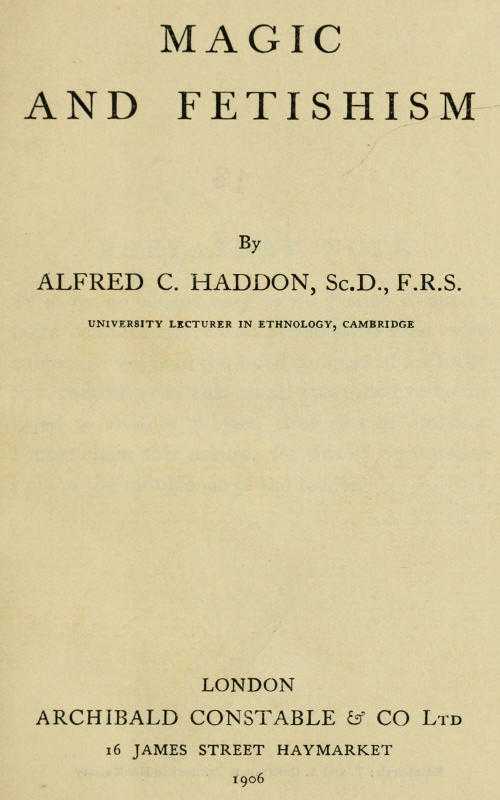 MAGIC
AND FETISHISM
By
ALFRED C. HADDON, Sc.D., F.R.S.
UNIVERSITY LECTURER IN ETHNOLOGY, CAMBRIDGE
LONDON
ARCHIBALD CONSTABLE & CO LTD
16 JAMES STREET HAYMARKET
1906